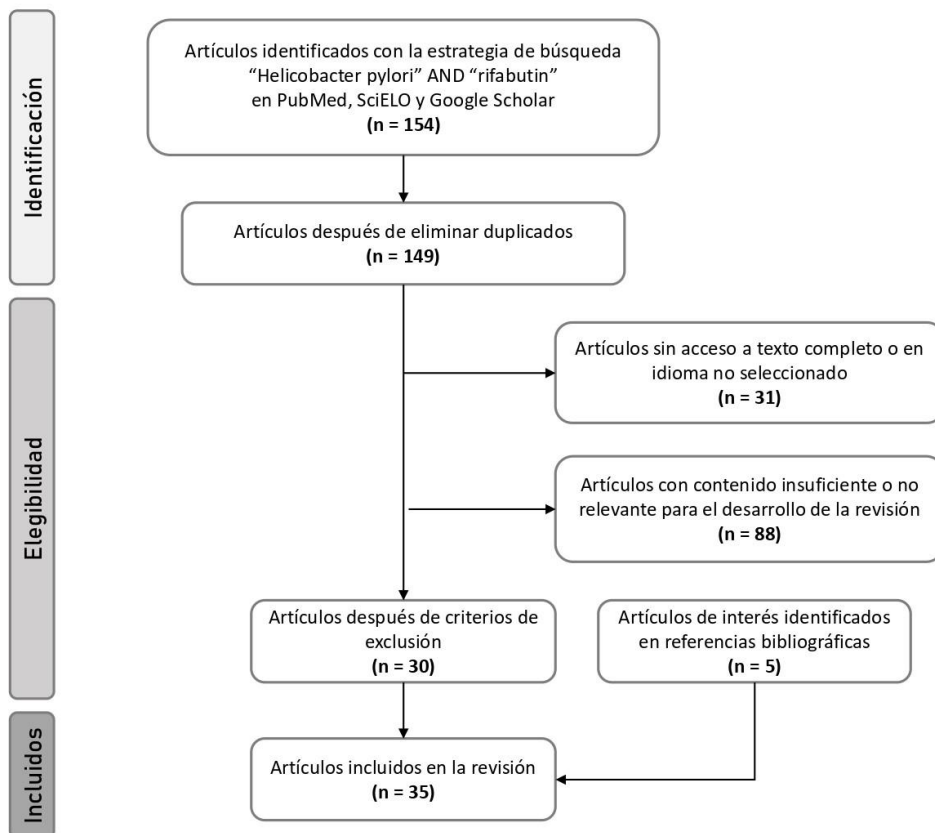 Identificación
Artículos identificados con la estrategia de búsqueda
“Helicobacter pylori” AND “rifabutin”
en PubMed, SciELO y Google Scholar
(n = 154)
Artículos después de eliminar duplicados
(n = 149)
Elegibilidad
Artículos sin acceso a texto completo o en
idioma no seleccionado
(n = 31)
Artículos con contenido insuficiente o no
relevante para el desarrollo de la revisión
(n = 88)
Artículos después de criterios de
exclusión
(n = 30)
Artículos de interés identificados
en referencias bibliográficas
(n = 5)
Incluidos
Artículos incluidos en la revisión
(n = 35)